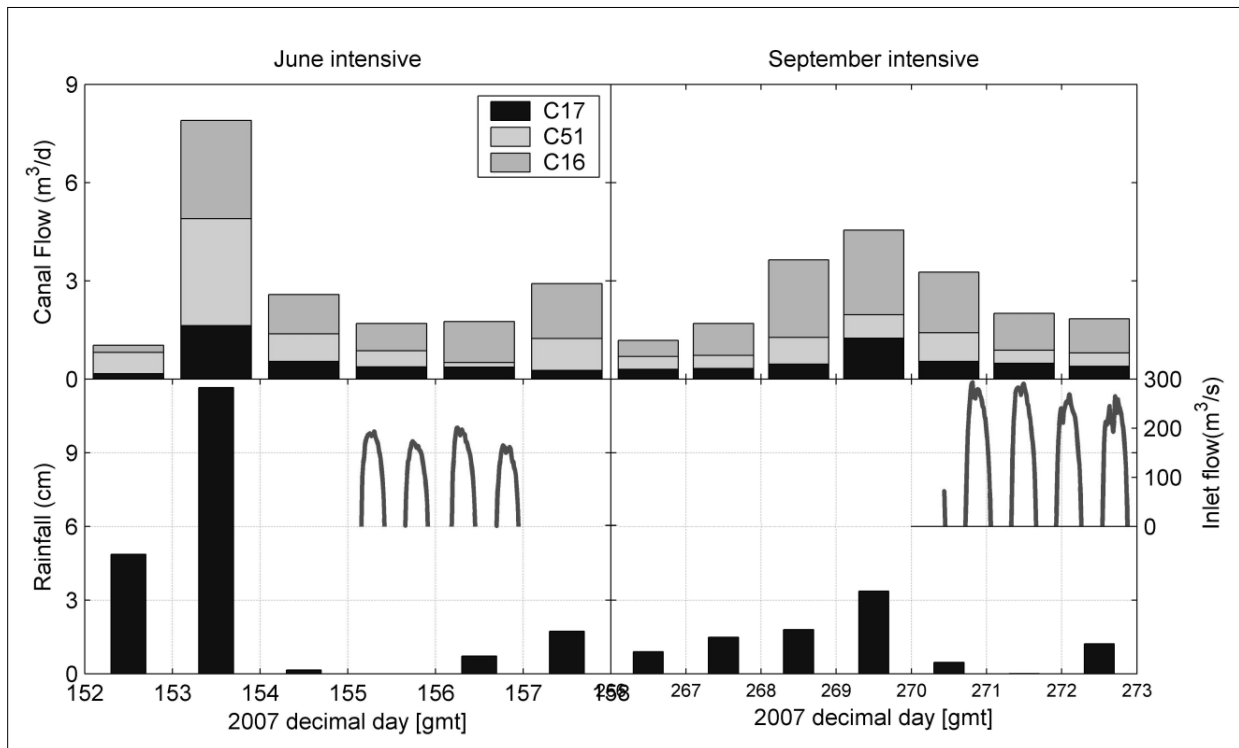 June intensive
September intensive
9
6
3
0
Canal Flow (m³/d)
C17
C51
C16
9
6
3
0
Rainfall (cm)
300
200
100
0
Inlet flow(m³/s)
152 153 154 155 156 157 158
267 268 269 270 271 272 273
2007 decimal day [gmt]
2007 decimal day [gmt]